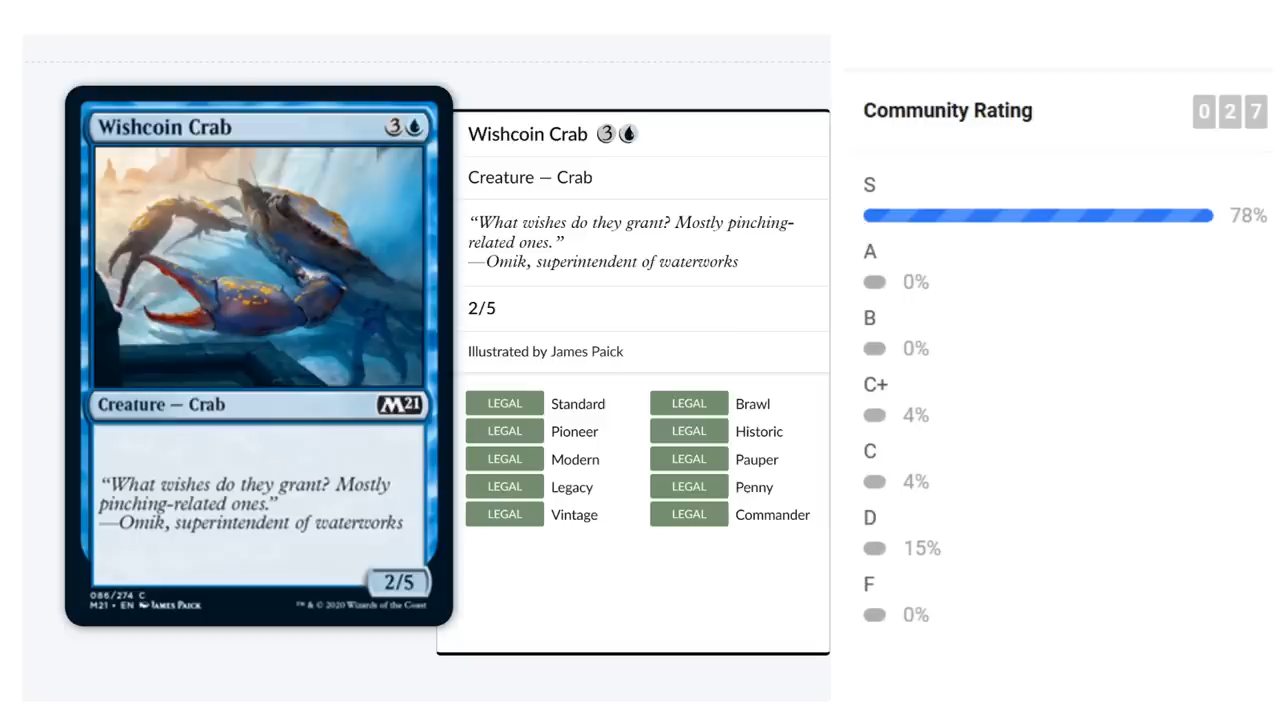 Wishcoin Crab 3
Creature — Crab M21
“What wishes do they grant? Mostly
pinching-related ones.”
—Omik, superintendent of waterworks
2/5
086/274 C
M21 • EN James Paick
™ & © 2020 Wizards of the Coast
Wishcoin Crab 3
Creature — Crab
“What wishes do they grant? Mostly pinching-
related ones.”
—Omik, superintendent of waterworks
2/5
Illustrated by James Paick
LEGAL Standard LEGAL Brawl
LEGAL Pioneer LEGAL Historic
LEGAL Modern LEGAL Pauper
LEGAL Legacy LEGAL Penny
LEGAL Vintage LEGAL Commander
Community Rating 0 2 7
S
78%
A
0%
B
0%
C+
4%
C
4%
D
15%
F
0%